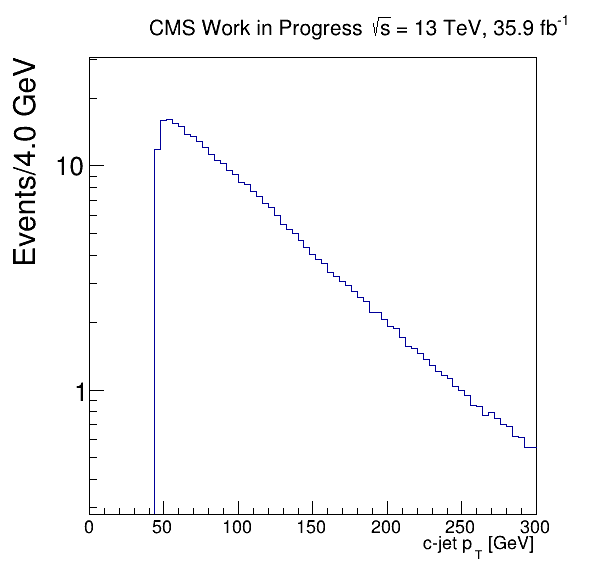 CMS Work in Progress √s = 13 TeV, 35.9 fb⁻¹
Events/4.0 GeV
10
1
0 50 100 150 200 250 300
c-jet p_T [GeV]